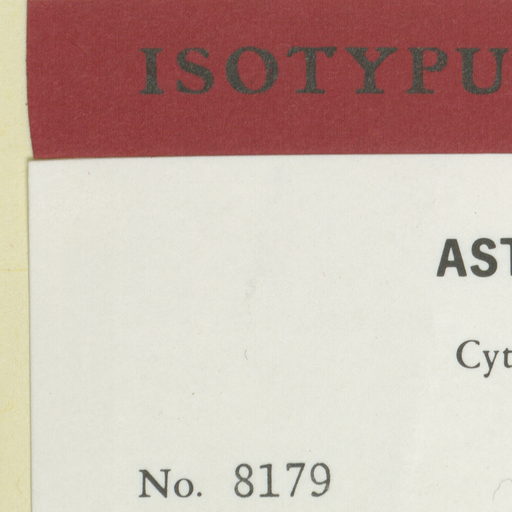 ISOTYPU
AST
Cyt
No. 8179